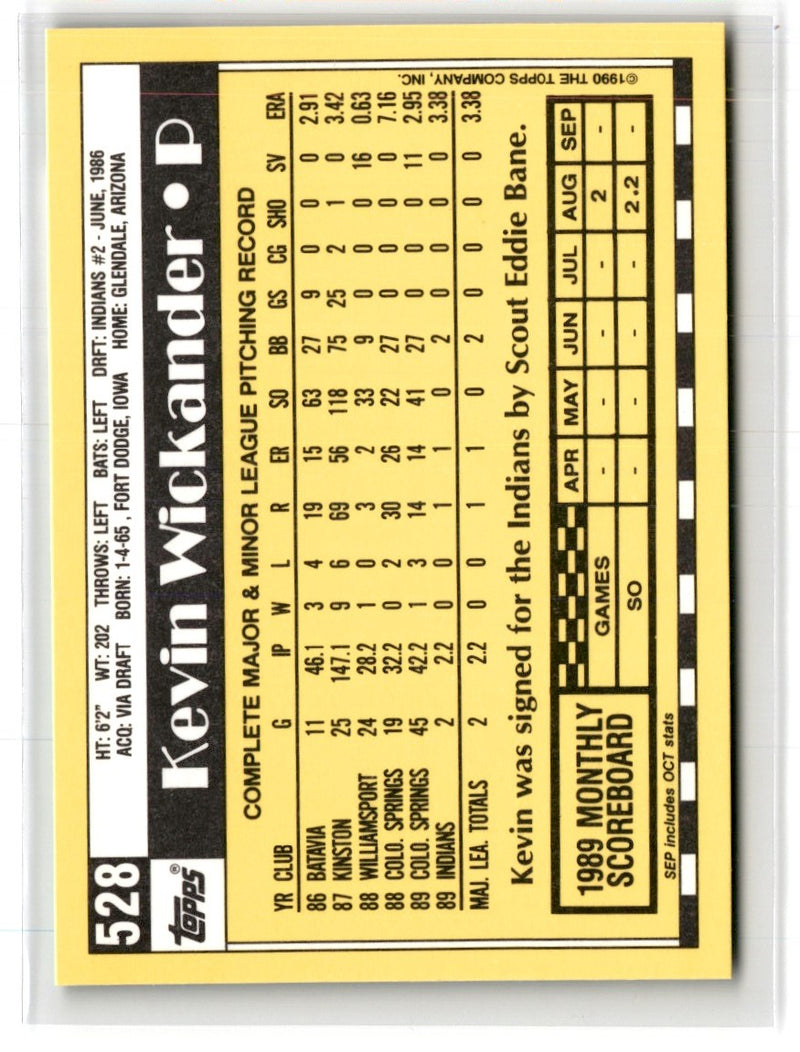 528
HT: 6'2" WT: 202 THROWS: LEFT BATS: LEFT DRFT: INDIANS #2 - JUNE, 1986
ACQ: VIA DRAFT BORN: 1-4-65 , FORT DODGE, IOWA HOME: GLENDALE, ARIZONA
TOPPS®
Kevin Wickander • P
COMPLETE MAJOR & MINOR LEAGUE PITCHING RECORD
YR CLUB G IP W L R ER SO BB GS CG SHO SV ERA
86 BATAVIA 11 46.1 3 4 19 15 63 27 9 0 0 0 2.91
87 KINSTON 25 147.1 9 6 69 56 118 75 25 2 1 0 3.42
88 WILLIAMSPORT 24 28.2 1 0 3 2 33 9 0 0 0 16 0.63
88 COLO. SPRINGS 19 32.2 0 2 30 26 22 27 0 0 0 0 7.16
89 COLO. SPRINGS 45 42.2 1 3 14 14 41 27 0 0 0 11 2.95
89 INDIANS 2 2.2 0 0 1 1 0 2 0 0 0 0 3.38
MAJ. LEA. TOTALS 2 2.2 0 0 1 1 0 2 0 0 0 0 3.38
Kevin was signed for the Indians by Scout Eddie Bane.
1989 MONTHLY
SCOREBOARD
APR MAY JUN JUL AUG SEP
GAMES - - - - 2 -
SO - - - - 2.2 -
SEP includes OCT stats
©1990 THE TOPPS COMPANY, INC.